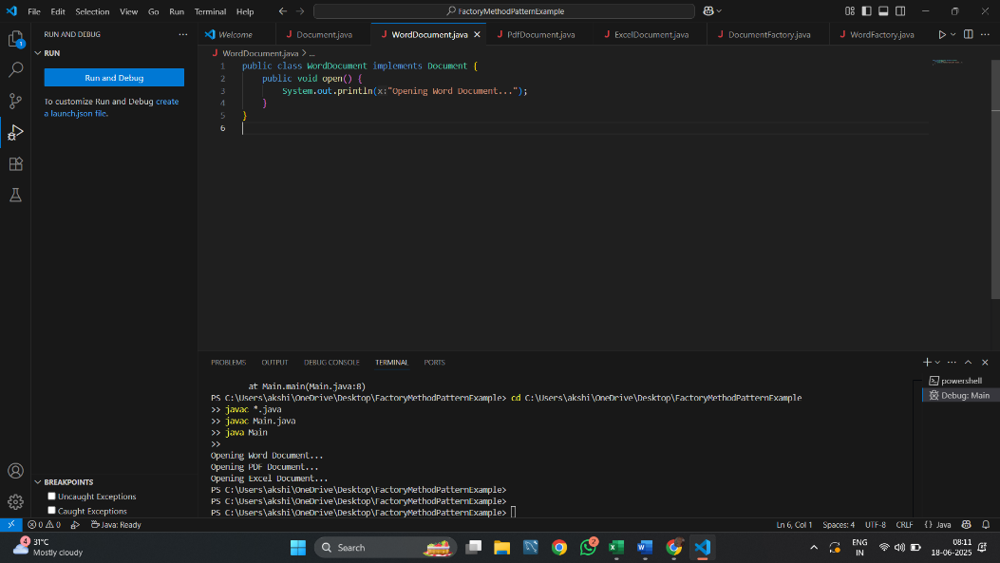 File Edit Selection View Go Run Terminal Help
FactoryMethodPatternExample
RUN AND DEBUG
RUN
Run and Debug
To customize Run and Debug create
a launch.json file.
1
Welcome
Document.java
WordDocument.java
PdfDocument.java
ExcelDocument.java
DocumentFactory.java
WordFactory.java
WordDocument.java > ...
1 public class WordDocument implements Document {
2 public void open() {
3 System.out.println(x:"Opening Word Document...");
4 }
5 }
6
PROBLEMS OUTPUT DEBUG CONSOLE TERMINAL PORTS
at Main.main(Main.java:8)
PS C:\Users\akshi\OneDrive\Desktop\FactoryMethodPatternExample> cd C:\Users\akshi\OneDrive\Desktop\FactoryMethodPatternExample
>> javac *.java
>> javac Main.java
>> java Main
>>
Opening Word Document...
Opening PDF Document...
Opening Excel Document...
PS C:\Users\akshi\OneDrive\Desktop\FactoryMethodPatternExample>
PS C:\Users\akshi\OneDrive\Desktop\FactoryMethodPatternExample>
PS C:\Users\akshi\OneDrive\Desktop\FactoryMethodPatternExample>
powershell
Debug: Main
BREAKPOINTS
Uncaught Exceptions
Caught Exceptions
0 0 Java: Ready
Ln 6, Col 1 Spaces: 4 UTF-8 CRLF {} Java
4
31°C
Mostly cloudy
Search
2
ENG
IN
08:11
18-06-2025